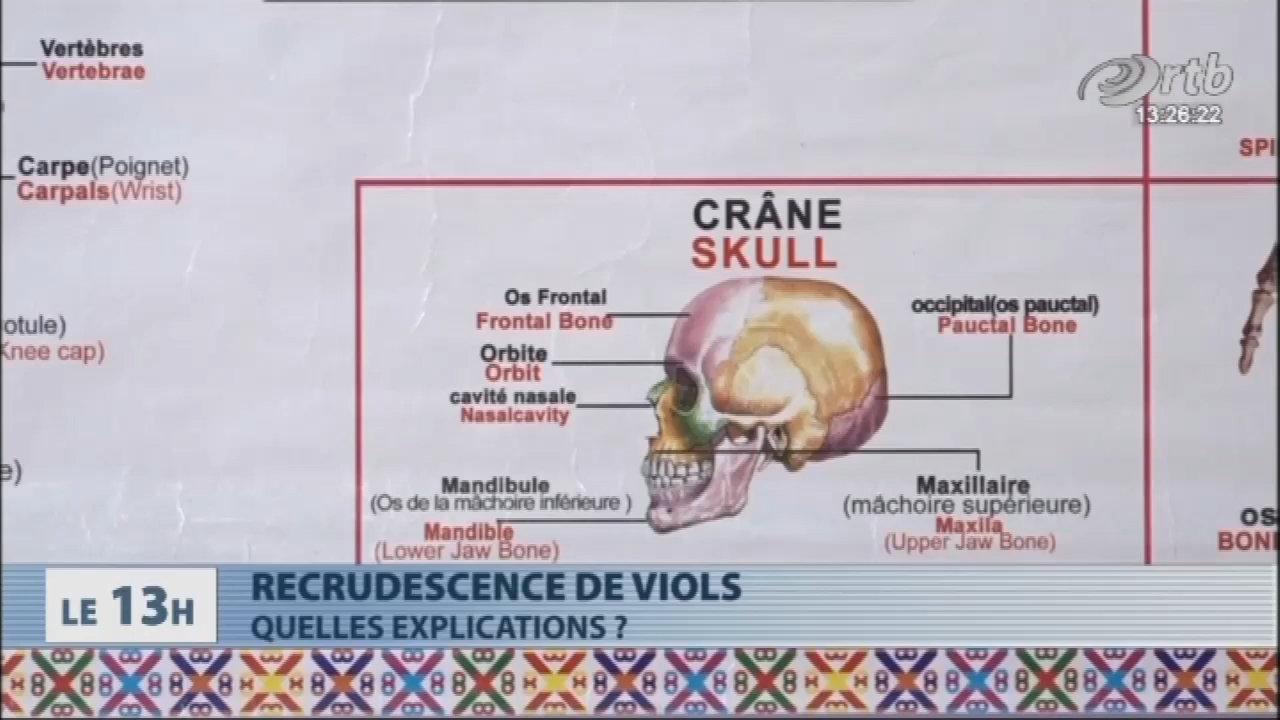 Vertèbres
Vertebrae
rtb
13:26:22
SPI
Carpe(Poignet)
Carpals(Wrist)
CRÂNE
SKULL
Os Frontal
Frontal Bone
occipital(os pauctal)
Pauctal Bone
otule)
Knee cap)
Orbite
Orbit
cavité nasale
Nasalcavity
e)
Mandibule
(Os de la mâchoire inférieure )
Mandible
(Lower Jaw Bone)
Maxillaire
(mâchoire supérieure)
Maxila
(Upper Jaw Bone)
OS
BONE
LE 13H
RECRUDESCENCE DE VIOLS
QUELLES EXPLICATIONS ?